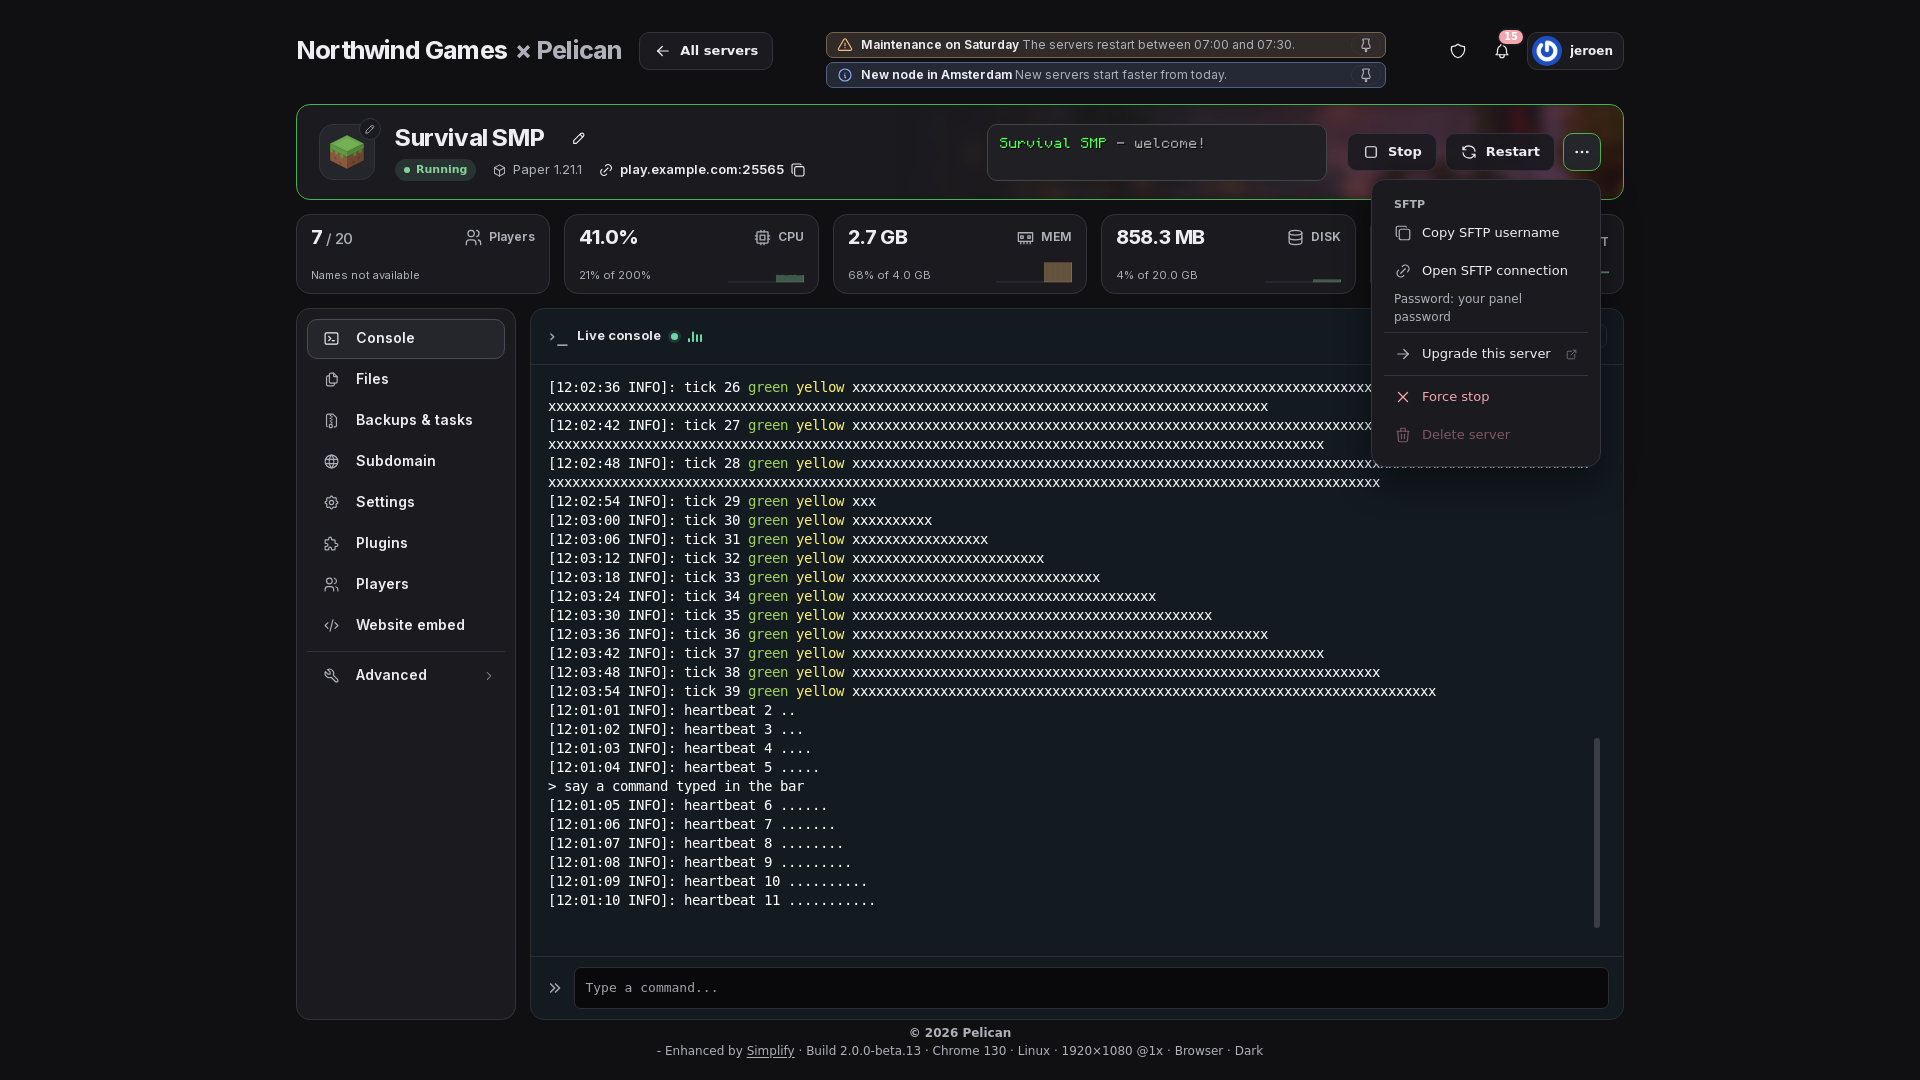 Northwind Games × Pelican
All servers
Maintenance on Saturday The servers restart between 07:00 and 07:30.
New node in Amsterdam New servers start faster from today.
15
jeroen
Survival SMP
Running
Paper 1.21.1
play.example.com:25565
Survival SMP - welcome!
Stop
Restart
7 / 20
Players
Names not available
41.0%
CPU
21% of 200%
2.7 GB
MEM
68% of 4.0 GB
858.3 MB
DISK
4% of 20.0 GB
T
SFTP
Copy SFTP username
Open SFTP connection
Password: your panel
password
Upgrade this server
Force stop
Delete server
Console
Files
Backups & tasks
Subdomain
Settings
Plugins
Players
Website embed
Advanced
Live console
[12:02:36 INFO]: tick 26 green yellow
[12:02:42 INFO]: tick 27 green yellow
[12:02:48 INFO]: tick 28 green yellow
[12:02:54 INFO]: tick 29 green yellow xxx
[12:03:00 INFO]: tick 30 green yellow xxxxxxxxxx
[12:03:06 INFO]: tick 31 green yellow xxxxxxxxxxxxxxxxx
[12:03:12 INFO]: tick 32 green yellow xxxxxxxxxxxxxxxxxxxxxxxx
[12:03:18 INFO]: tick 33 green yellow xxxxxxxxxxxxxxxxxxxxxxxxxxxxxxx
[12:03:24 INFO]: tick 34 green yellow xxxxxxxxxxxxxxxxxxxxxxxxxxxxxxxxxxxxxx
[12:03:30 INFO]: tick 35 green yellow xxxxxxxxxxxxxxxxxxxxxxxxxxxxxxxxxxxxxxxxxxxxx
[12:03:36 INFO]: tick 36 green yellow xxxxxxxxxxxxxxxxxxxxxxxxxxxxxxxxxxxxxxxxxxxxxxxxxxxx
[12:03:42 INFO]: tick 37 green yellow xxxxxxxxxxxxxxxxxxxxxxxxxxxxxxxxxxxxxxxxxxxxxxxxxxxxxxxxxxx
[12:03:48 INFO]: tick 38 green yellow xxxxxxxxxxxxxxxxxxxxxxxxxxxxxxxxxxxxxxxxxxxxxxxxxxxxxxxxxxxxxxxxxx
[12:03:54 INFO]: tick 39 green yellow xxxxxxxxxxxxxxxxxxxxxxxxxxxxxxxxxxxxxxxxxxxxxxxxxxxxxxxxxxxxxxxxxxxxxxxxx
[12:01:01 INFO]: heartbeat 2 ..
[12:01:02 INFO]: heartbeat 3 ...
[12:01:03 INFO]: heartbeat 4 ....
[12:01:04 INFO]: heartbeat 5 .....
> say a command typed in the bar
[12:01:05 INFO]: heartbeat 6 ......
[12:01:06 INFO]: heartbeat 7 .......
[12:01:07 INFO]: heartbeat 8 ........
[12:01:08 INFO]: heartbeat 9 .........
[12:01:09 INFO]: heartbeat 10 ..........
[12:01:10 INFO]: heartbeat 11 ...........
Type a command...
© 2026 Pelican
- Enhanced by Simplify · Build 2.0.0-beta.13 · Chrome 130 · Linux · 1920×1080 @1x · Browser · Dark